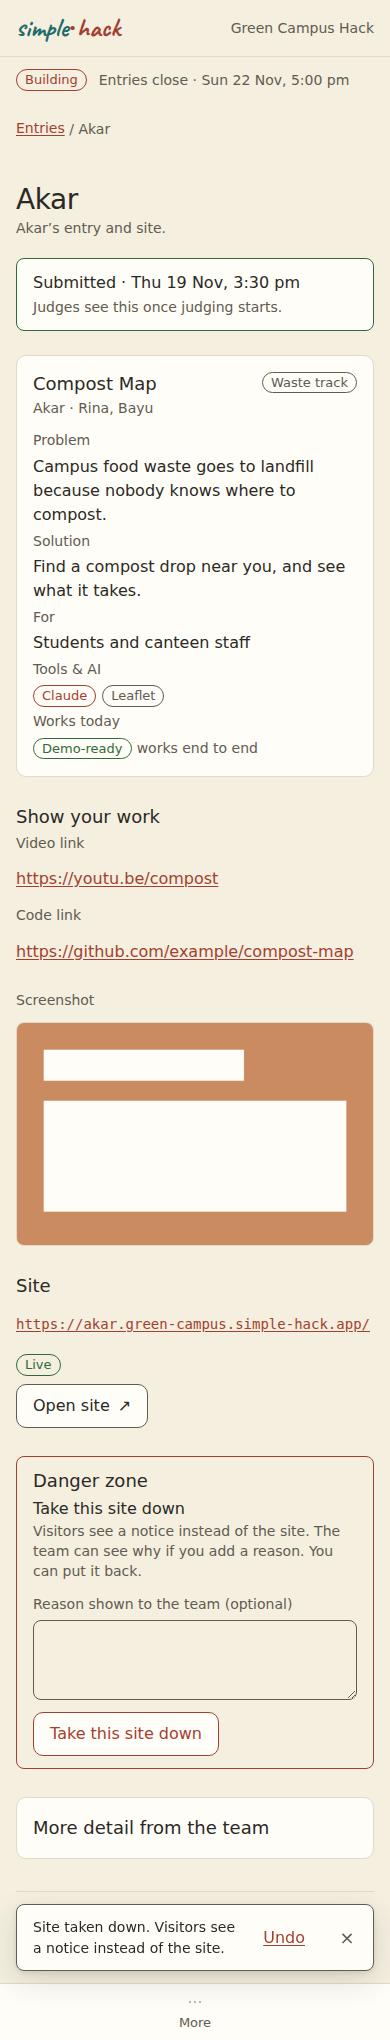 simple·hack
Green Campus Hack
Building
Entries close · Sun 22 Nov, 5:00 pm
Entries / Akar
Akar
Akar’s entry and site.
Submitted · Thu 19 Nov, 3:30 pm
Judges see this once judging starts.
Compost Map
Waste track
Akar · Rina, Bayu
Problem
Campus food waste goes to landfill
because nobody knows where to
compost.
Solution
Find a compost drop near you, and see
what it takes.
For
Students and canteen staff
Tools & AI
Claude
Leaflet
Works today
Demo-ready works end to end
Show your work
Video link
https://youtu.be/compost
Code link
https://github.com/example/compost-map
Screenshot
Site
https://akar.green-campus.simple-hack.app/
Live
Open site ↗
Danger zone
Take this site down
Visitors see a notice instead of the site. The
team can see why if you add a reason. You
can put it back.
Reason shown to the team (optional)
Take this site down
More detail from the team
Site taken down. Visitors see
a notice instead of the site.
Undo
×
…
More